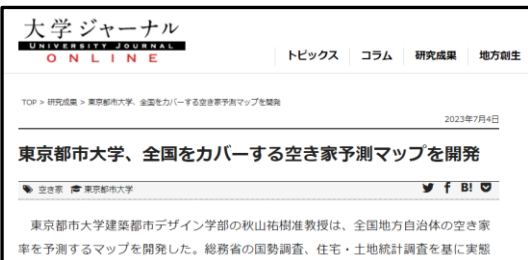 大学ジャーナル
UNIVERSITY JOURNAL
ONLINE
トピックス コラム 研究成果 地方創生
TOP > 研究成果 > 東京都市大学、全国をカバーする空き家予測マップを開発
2023年7月4日
東京都市大学、全国をカバーする空き家予測マップを開発
空き家 東京都市大学
B!
東京都市大学建築都市デザイン学部の秋山祐樹准教授は、全国地方自治体の空き家
率を予測するマップを開発した。総務省の国勢調査、住宅・土地統計調査を基に実態